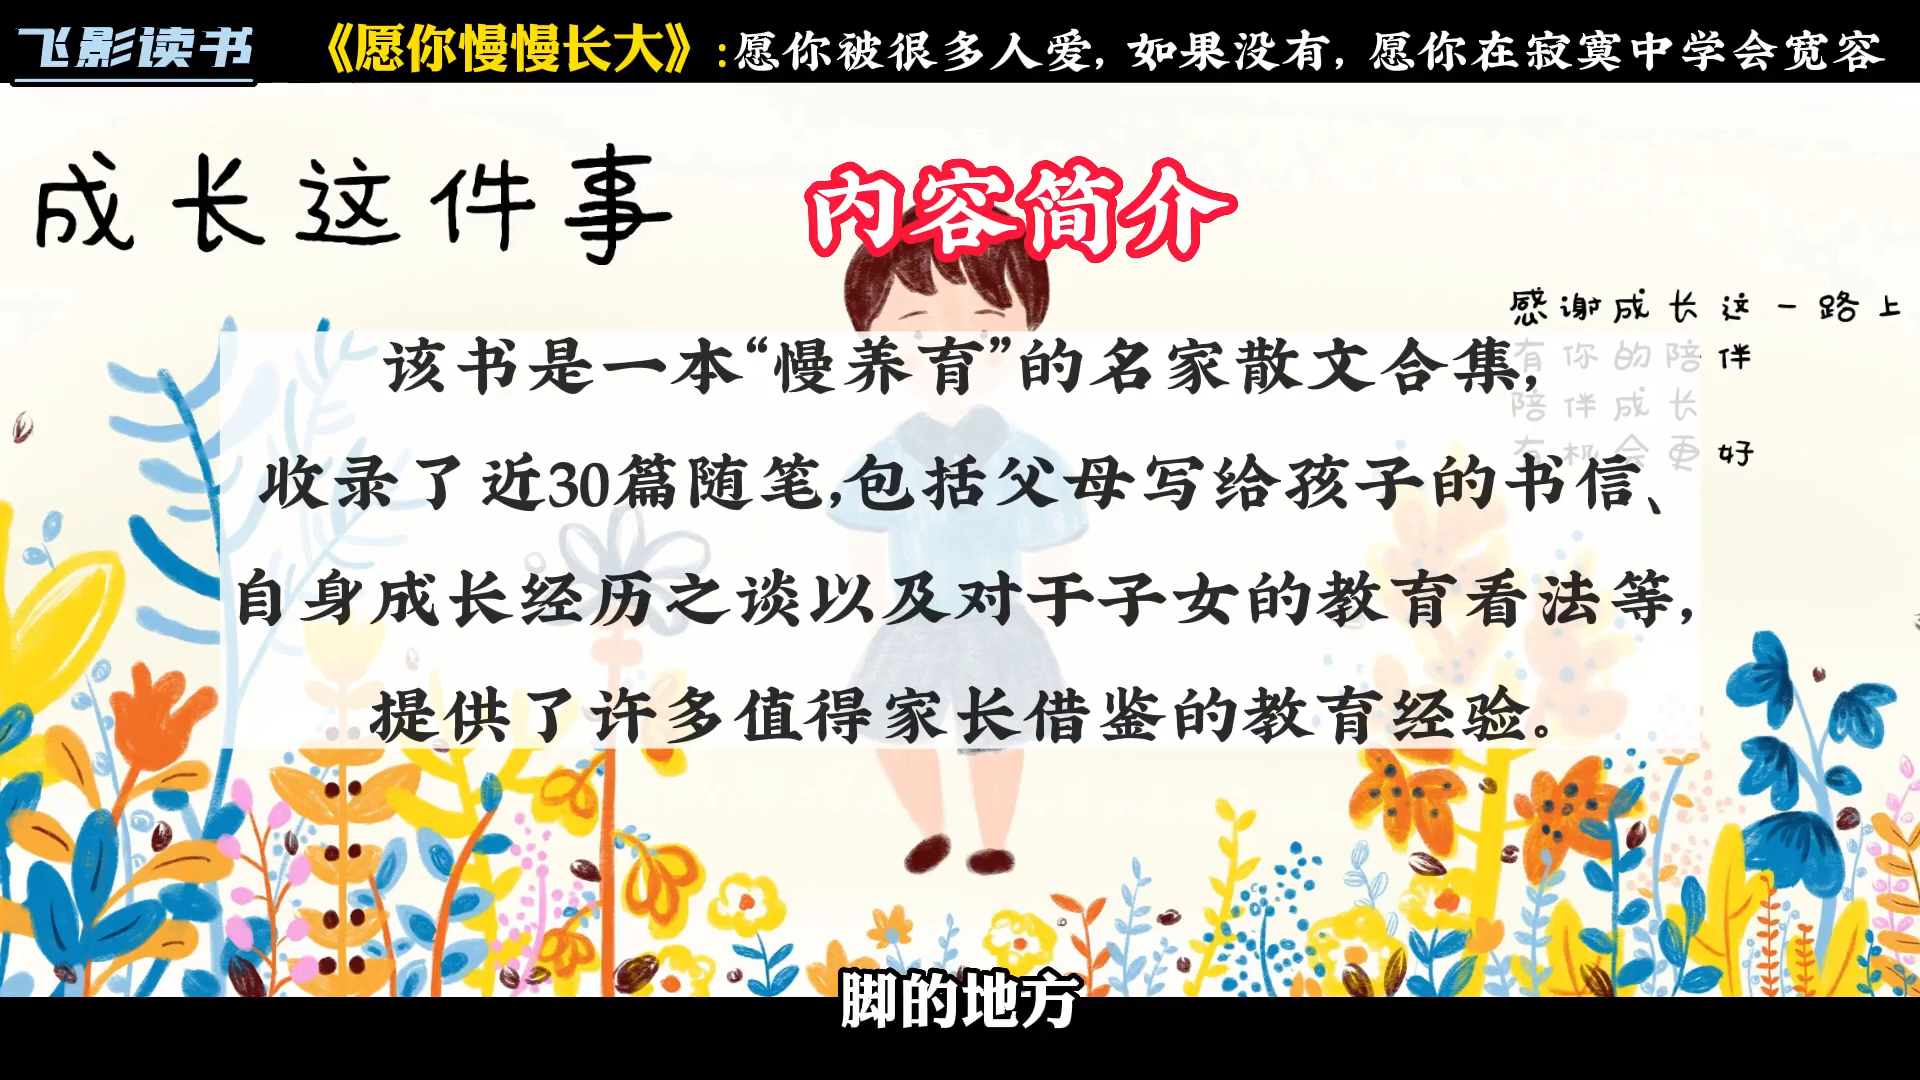 飞影读书
《愿你慢慢长大》:愿你被很多人爱,如果没有,愿你在寂寞中学会宽容
成长这件事
内容简介
感谢成长这一路上
有你的陪伴
陪伴成长
有机会更好
该书是一本“慢养育”的名家散文合集,
收录了近30篇随笔,包括父母写给孩子的书信、
自身成长经历之谈以及对于子女的教育看法等,
提供了许多值得家长借鉴的教育经验。
脚的地方